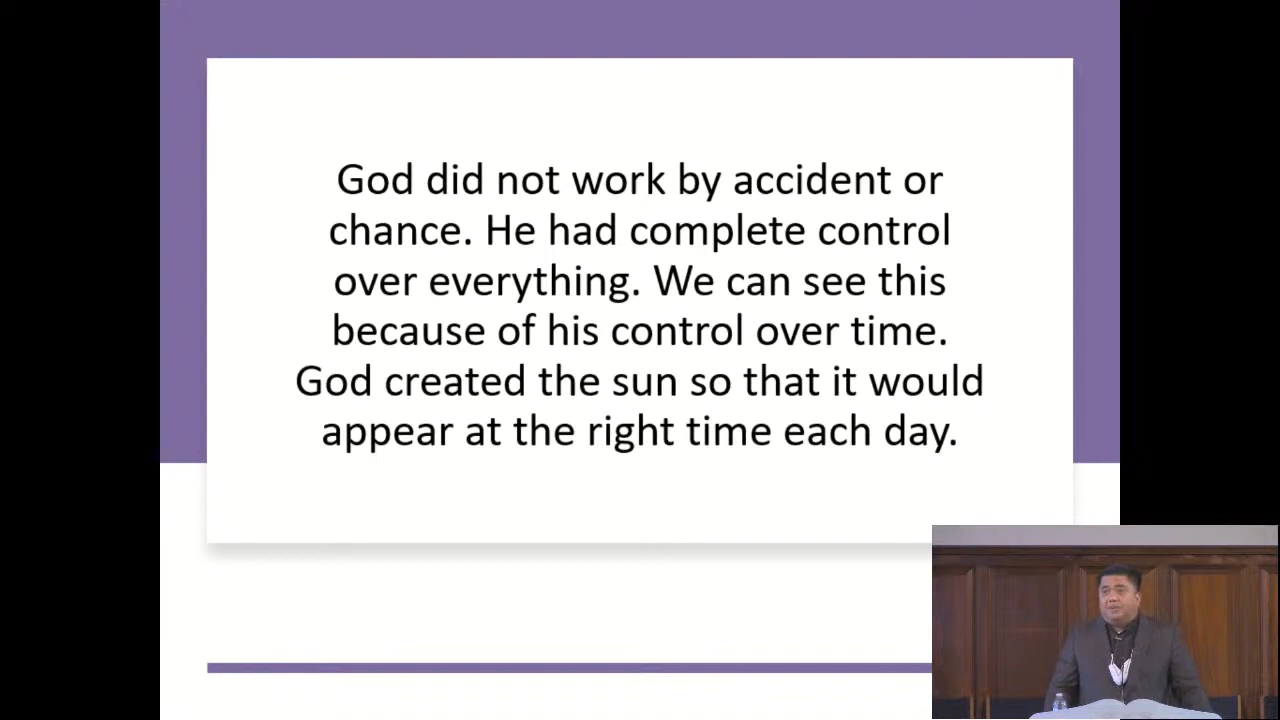 God did not work by accident or
chance. He had complete control
over everything. We can see this
because of his control over time.
God created the sun so that it would
appear at the right time each day.